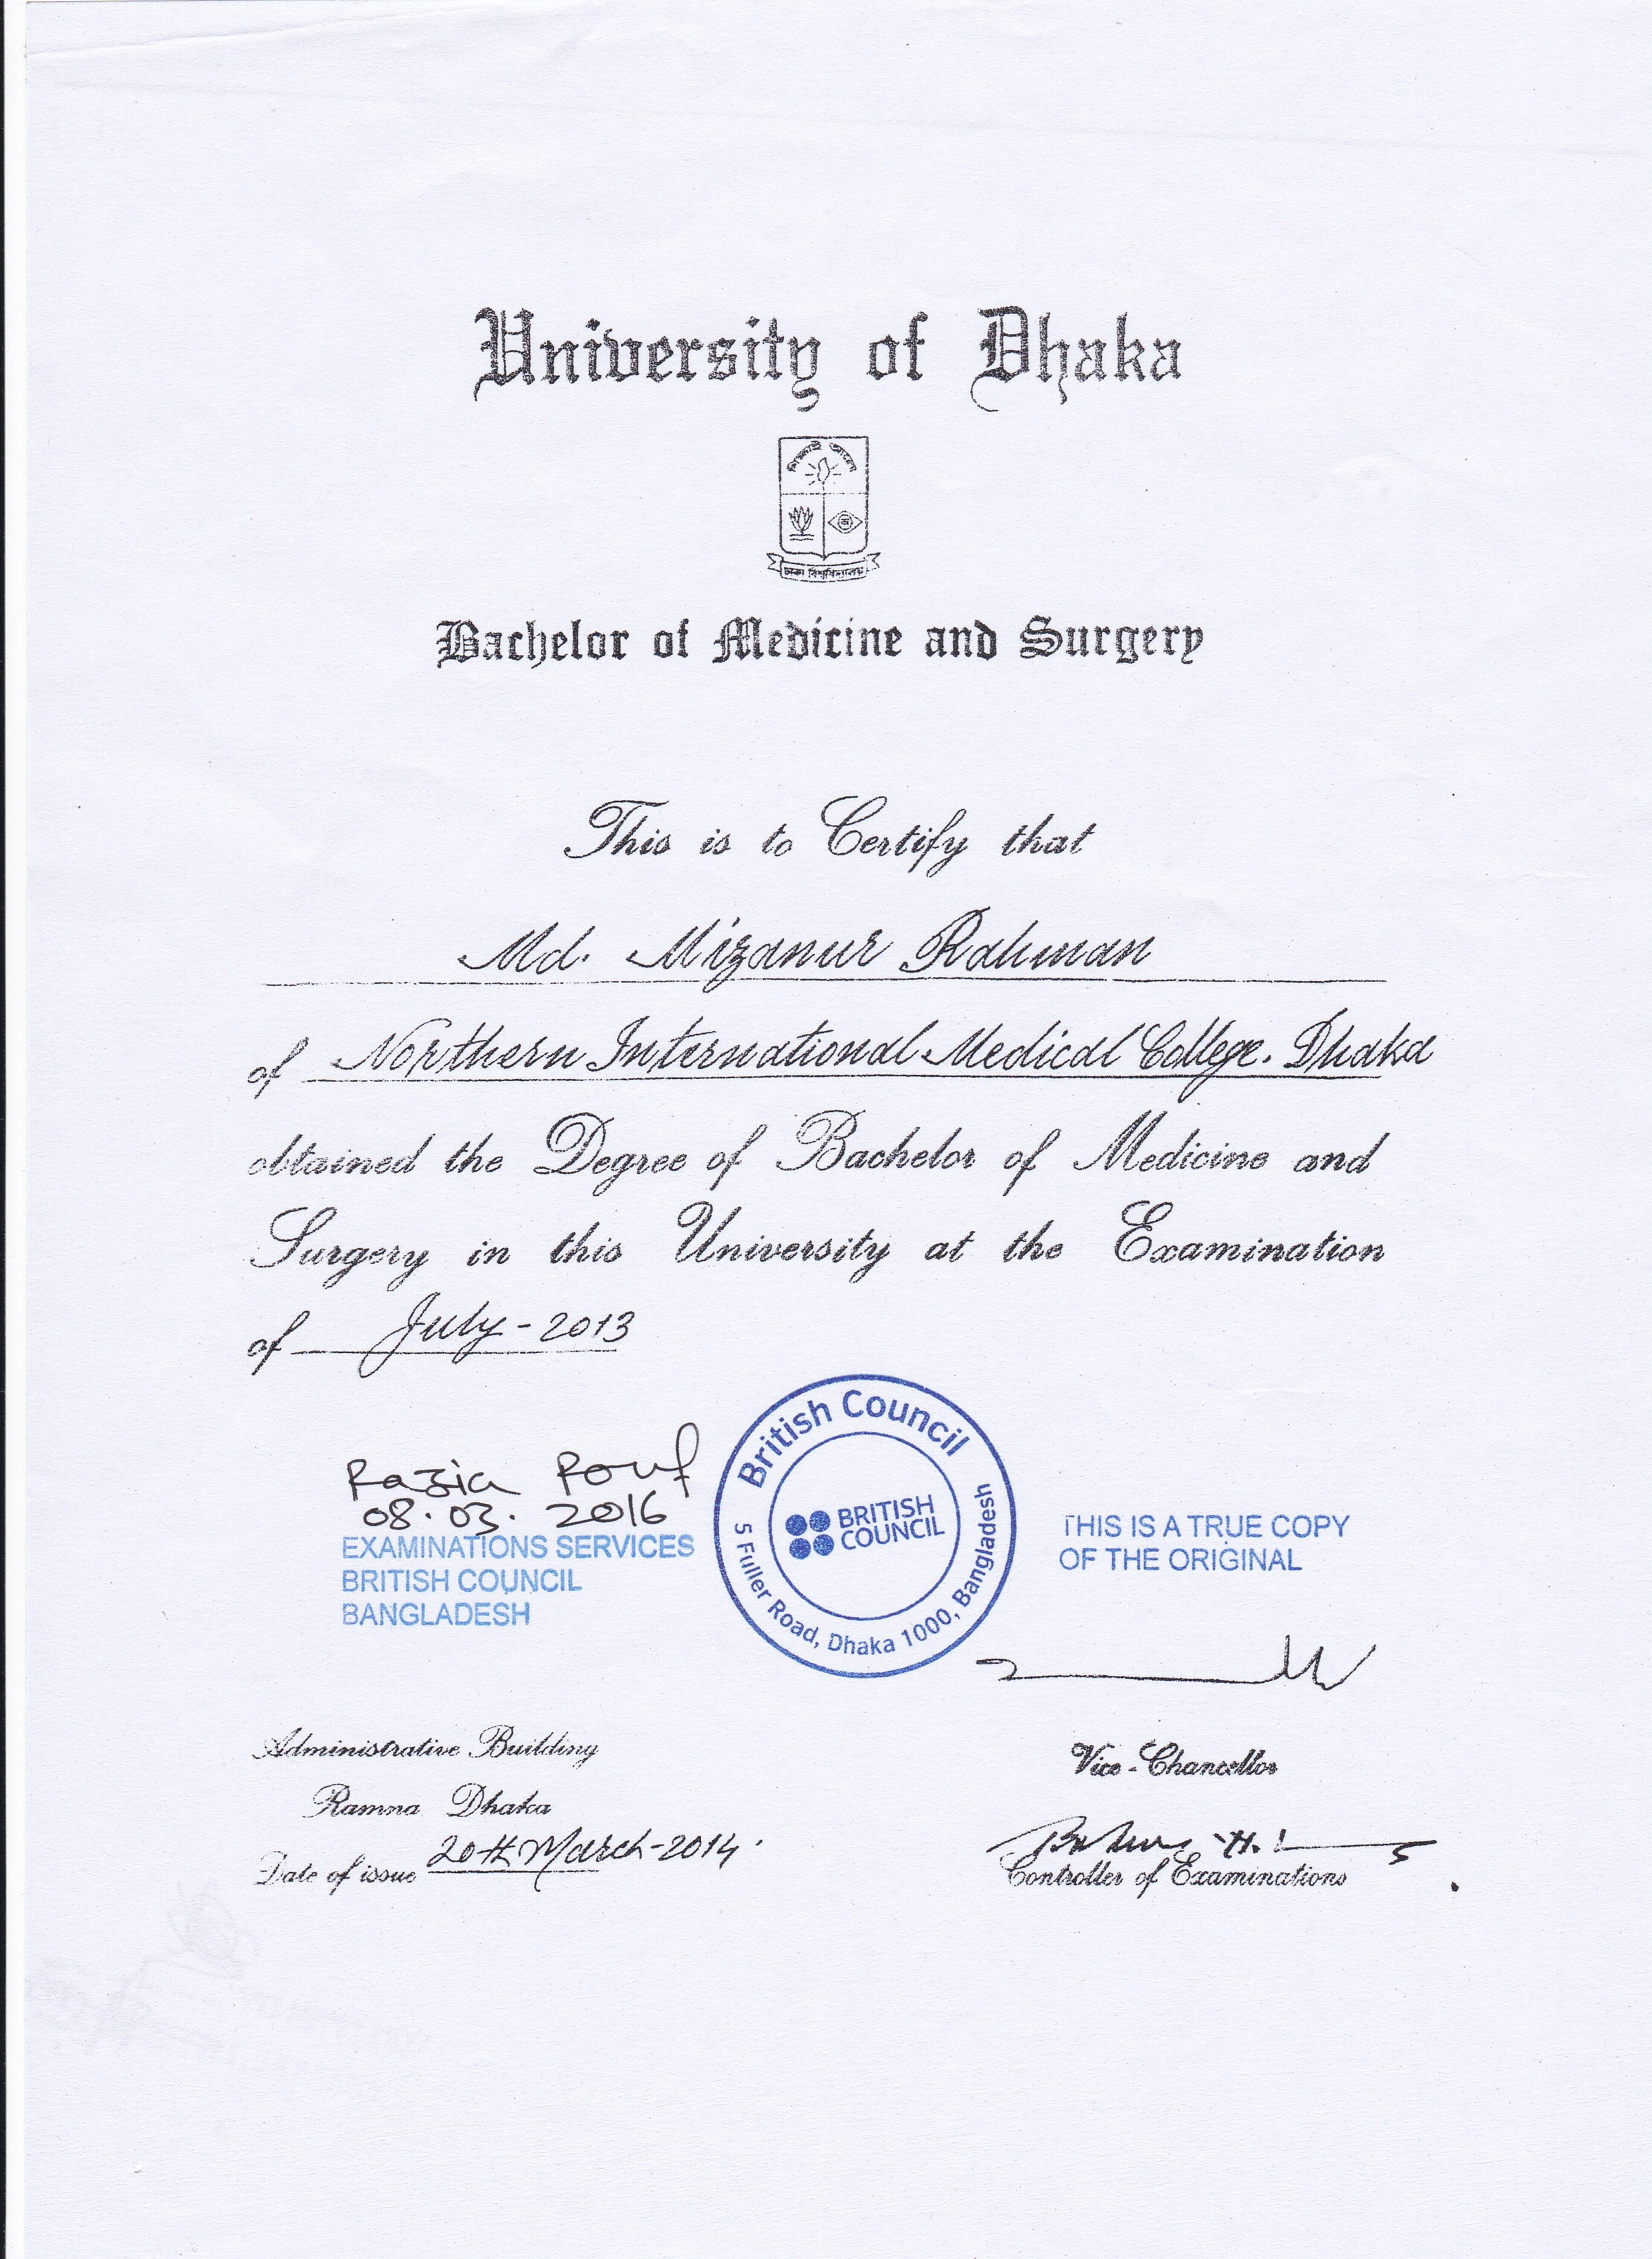 University of Dhaka
ঢাকা বিশ্ববিদ্যালয়
Bachelor of Medicine and Surgery
This is to Certify that
Md. Mizanur Rahman
of Northern International Medical College. Dhaka
obtained the Degree of Bachelor of Medicine and
Surgery in this University at the Examination
of July-2013
Razia Rouf
08.03.2016
EXAMINATIONS SERVICES
BRITISH COUNCIL
BANGLADESH
British Council
BRITISH
COUNCIL
5 Fuller Road, Dhaka 1000, Bangladesh
THIS IS A TRUE COPY
OF THE ORIGINAL
Administrative Building
Ramna Dhaka
Date of issue 20th March-2014.
Vice-Chancellor
Controller of Examinations